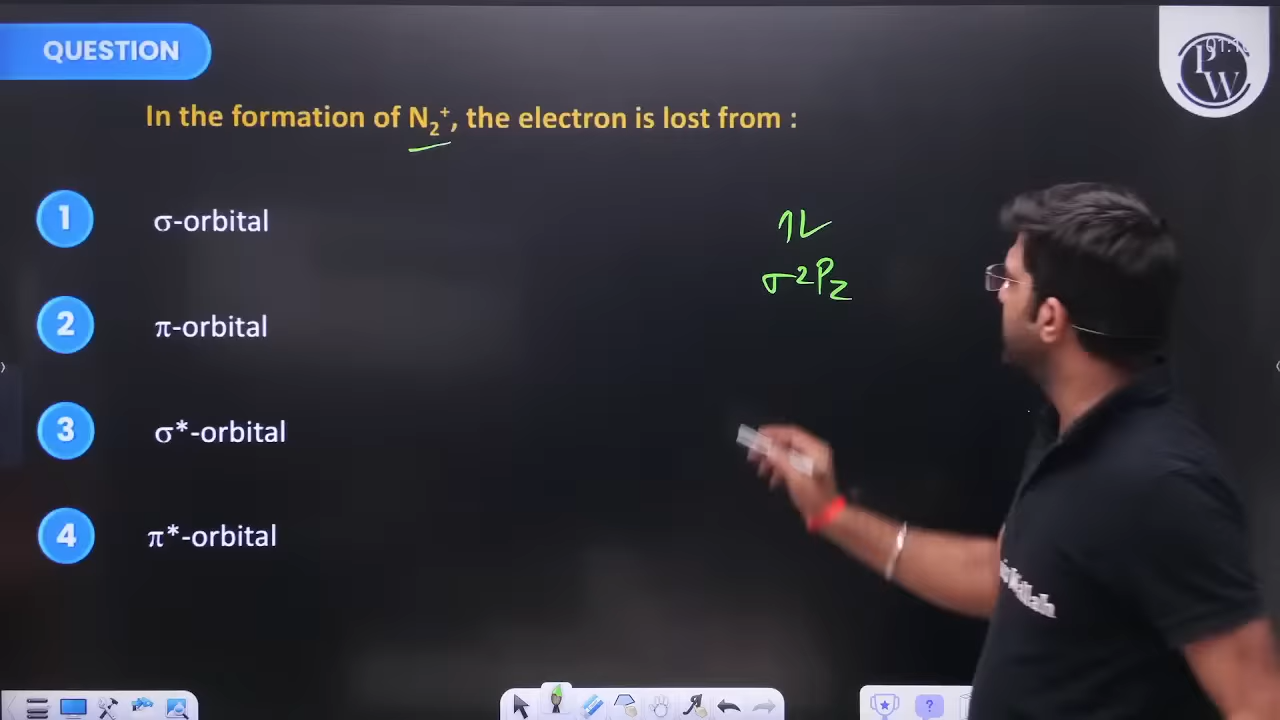 QUESTION
PW
In the formation of N₂⁺, the electron is lost from :
1 σ-orbital
2 π-orbital
3 σ*-orbital
4 π*-orbital
1L
σ2Pz
?